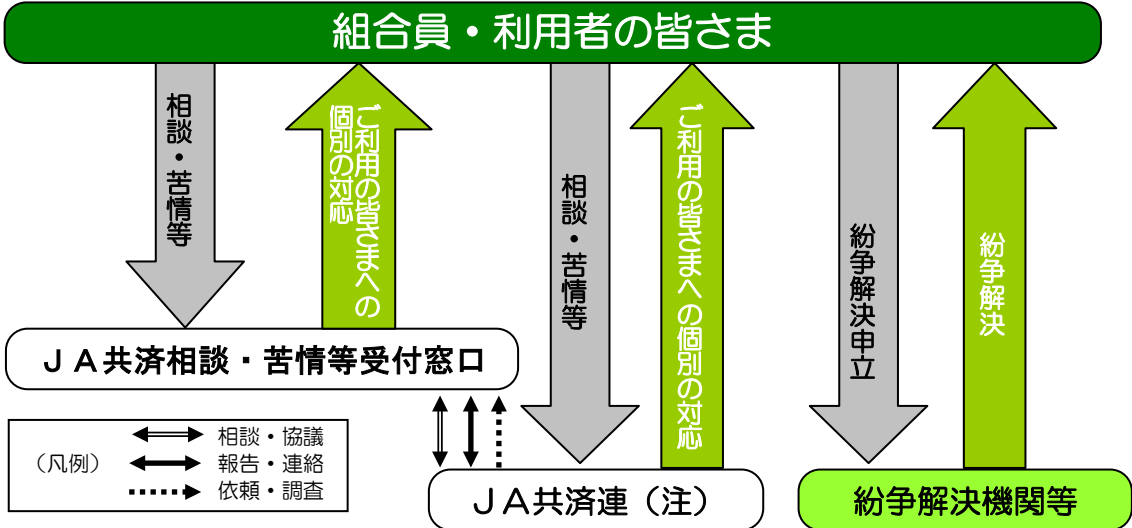 組合員・利用者の皆さま
相談・苦情等
ご利用の皆さまへの
個別の対応
相談・苦情等
ご利用の皆さまへの個別の対応
紛争解決申立
紛争解決
ＪＡ共済相談・苦情等受付窓口
（凡例）
相談・協議
報告・連絡
依頼・調査
ＪＡ共済連（注）
紛争解決機関等